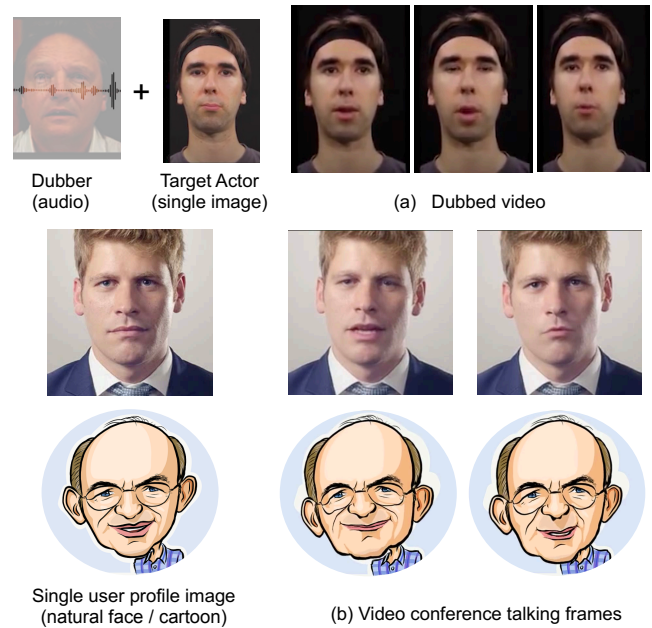 +
Dubber
(audio)
Target Actor
(single image)
(a) Dubbed video
Single user profile image
(natural face / cartoon)
(b) Video conference talking frames